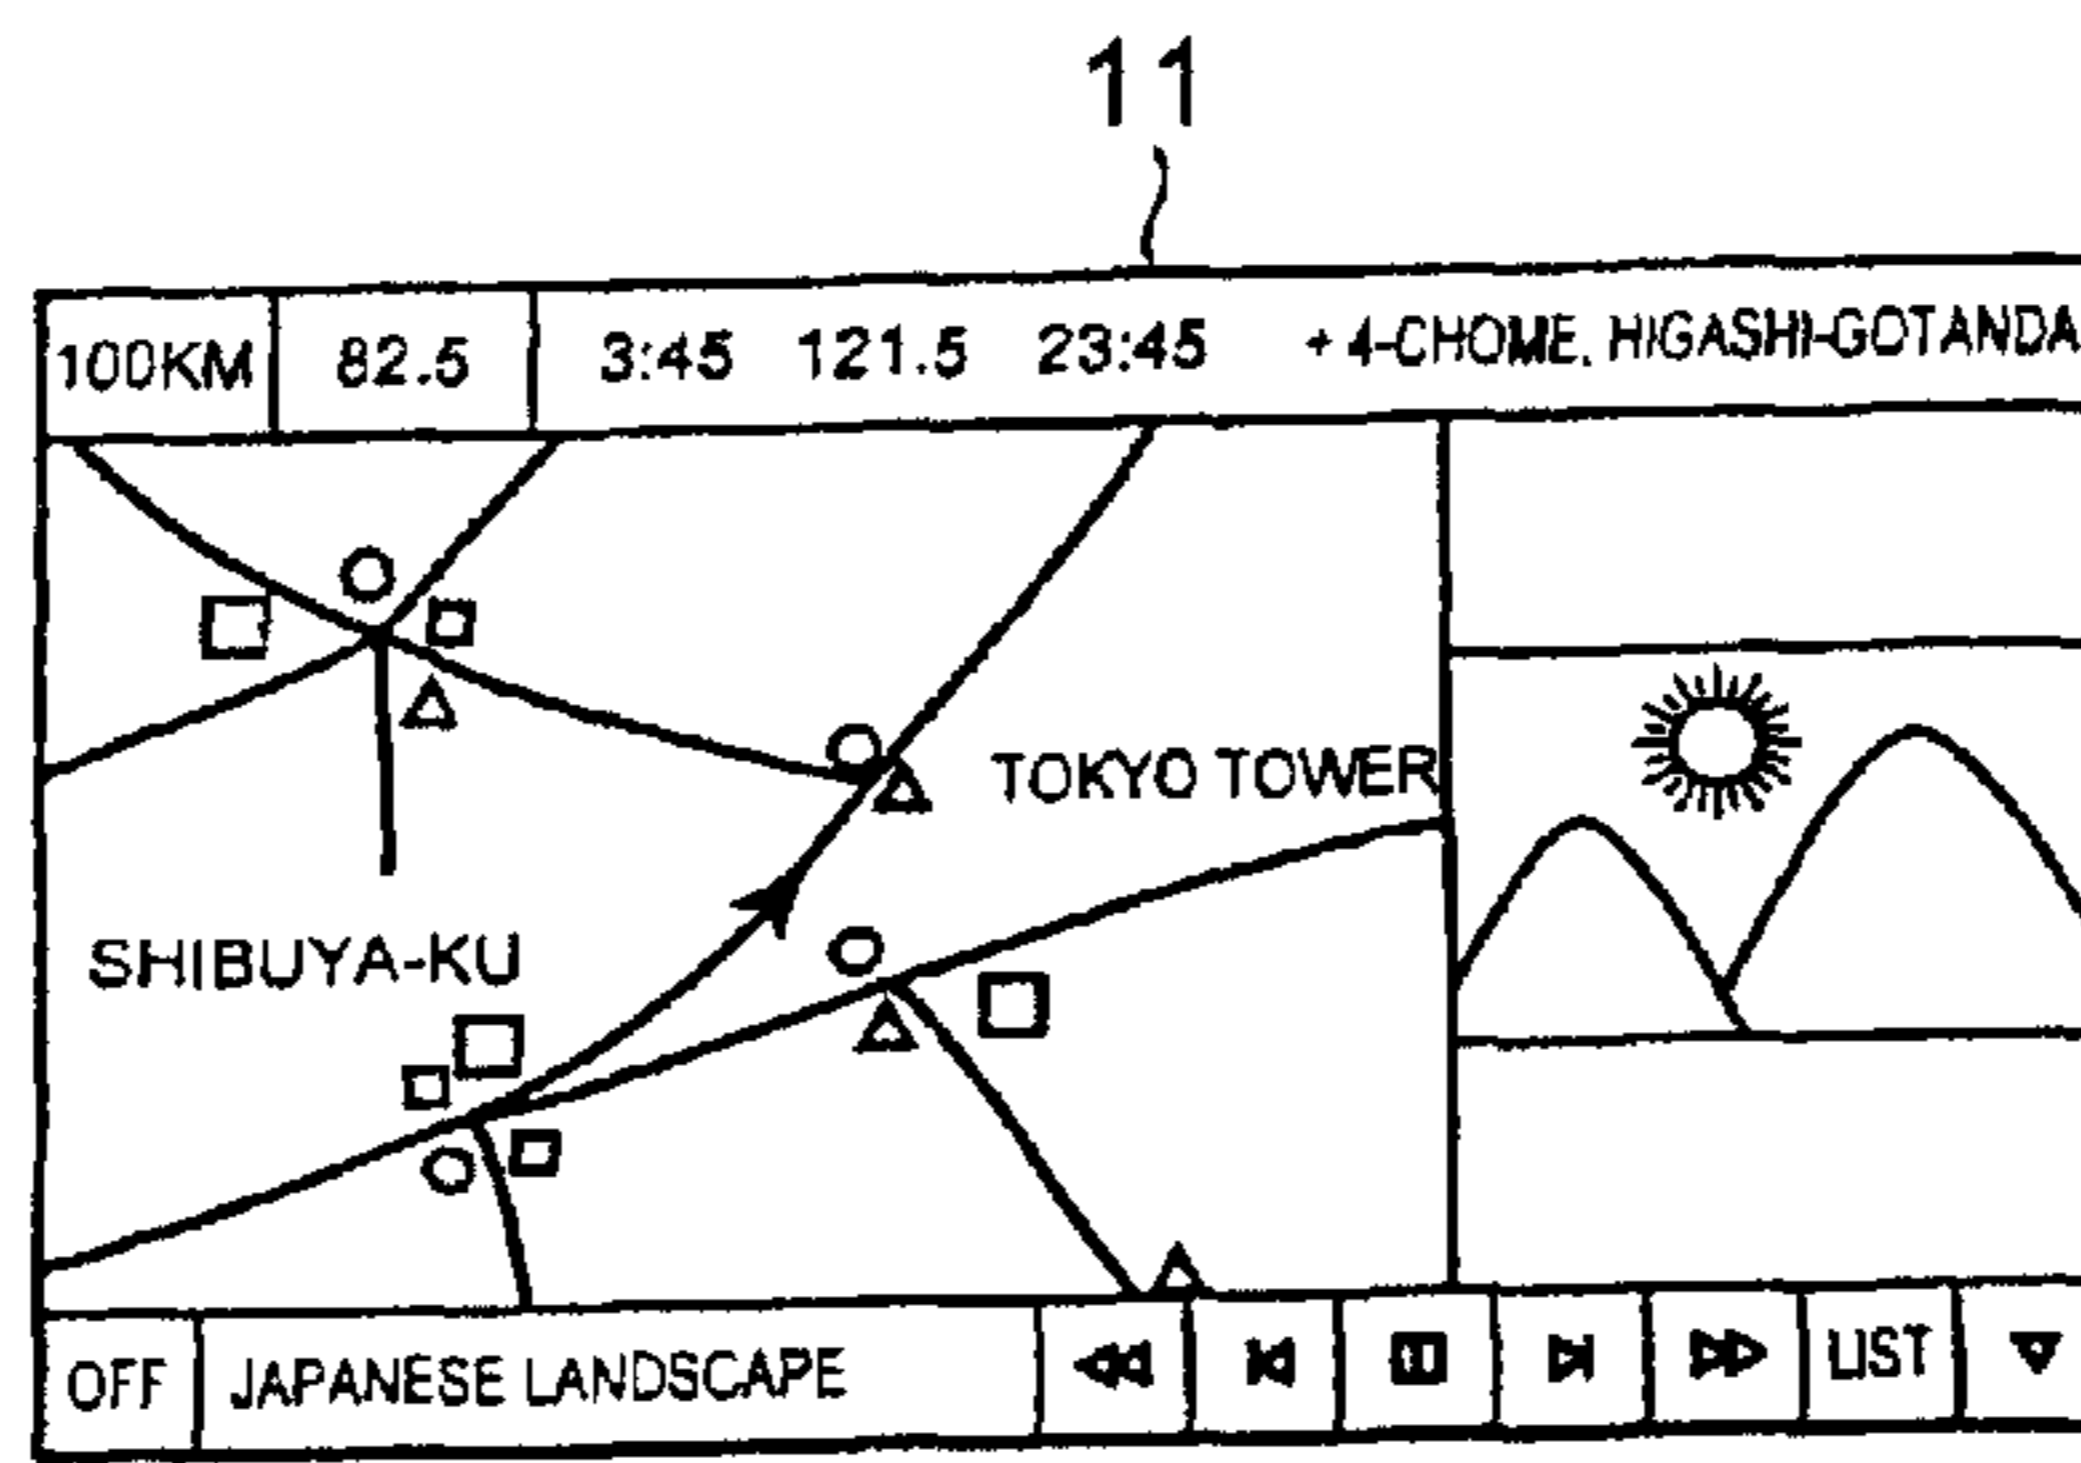 11
100KM 82.5 3:45 121.5 23:45 + 4-CHOME, HIGASHI-GOTANDA
TOKYO TOWER
SHIBUYA-KU
OFF JAPANESE LANDSCAPE LIST